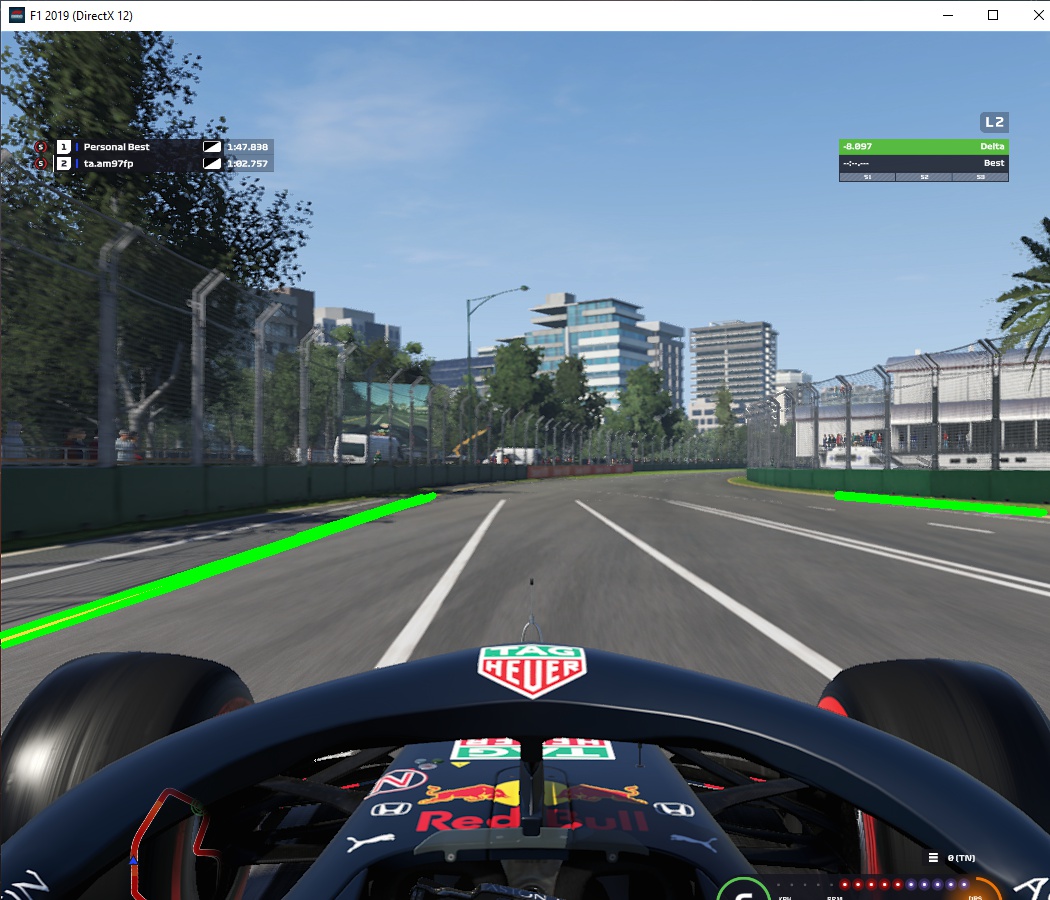 F1 2019 (DirectX 12)
L2
S 1 Personal Best 1:47.838
S 2 ta.am97fp 1:02.757
-8.097 Delta
--:--.--- Best
S1 S2 S3
TAG
HEUER
TAG
Red Bull
0 (TN)